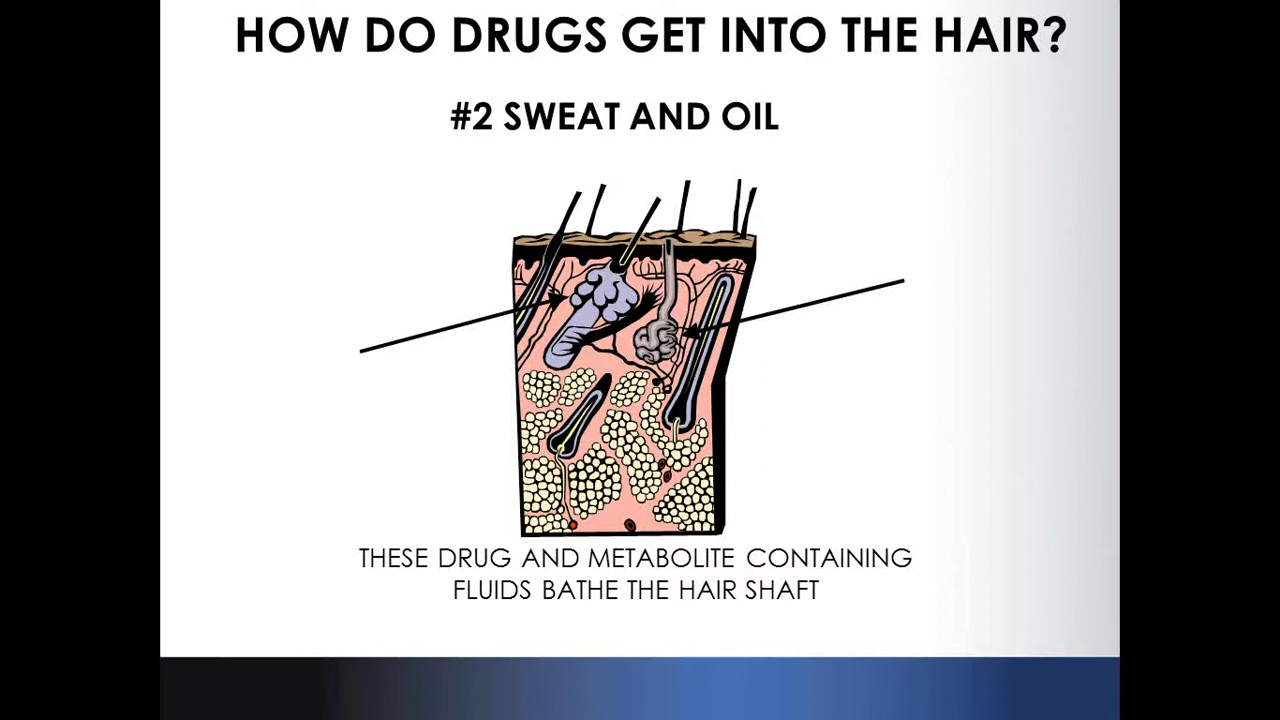 HOW DO DRUGS GET INTO THE HAIR?
#2 SWEAT AND OIL
THESE DRUG AND METABOLITE CONTAINING
FLUIDS BATHE THE HAIR SHAFT